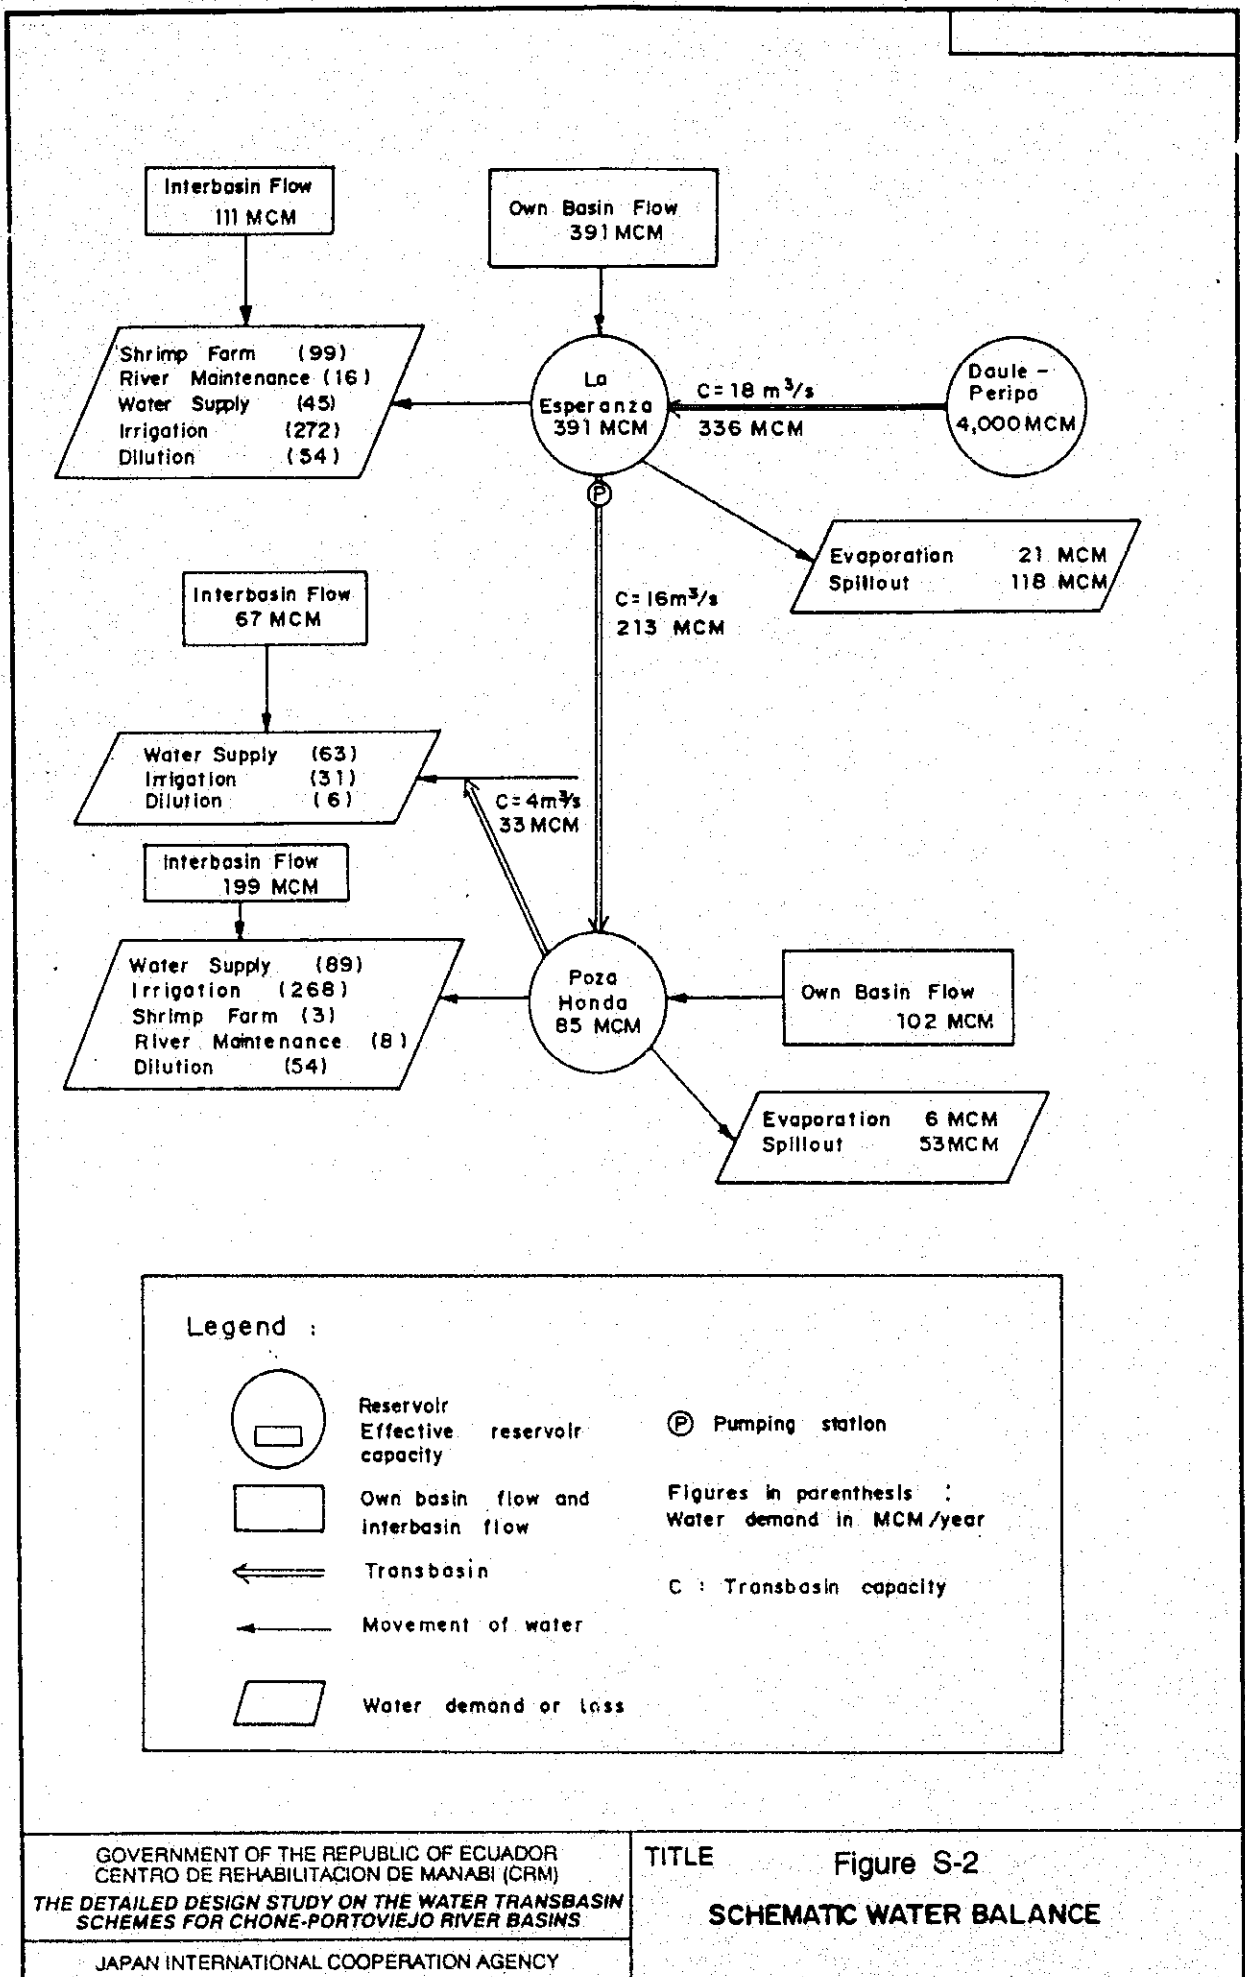 Interbasin Flow
111 MCM
Own Basin Flow
391 MCM
Shrimp Farm (99)
River Maintenance (16)
Water Supply (45)
Irrigation (272)
Dilution (54)
La
Esperanza
391 MCM
C=18 m³/s
336 MCM
Daule-
Peripa
4,000 MCM
P
Evaporation 21 MCM
Spillout 118 MCM
C=16m³/s
213 MCM
Interbasin Flow
67 MCM
Water Supply (63)
Irrigation (31)
Dilution (6)
C=4m³/s
33 MCM
Interbasin Flow
199 MCM
Water Supply (89)
Irrigation (268)
Shrimp Farm (3)
River Maintenance (8)
Dilution (54)
Poza
Honda
85 MCM
Own Basin Flow
102 MCM
Evaporation 6 MCM
Spillout 53 MCM
Legend :
Reservoir
Effective reservoir
capacity
P Pumping station
Own basin flow and
interbasin flow
Figures in parenthesis :
Water demand in MCM/year
Transbasin
C : Transbasin capacity
Movement of water
Water demand or loss
GOVERNMENT OF THE REPUBLIC OF ECUADOR
CENTRO DE REHABILITACION DE MANABI (CRM)
THE DETAILED DESIGN STUDY ON THE WATER TRANSBASIN
SCHEMES FOR CHONE-PORTOVIEJO RIVER BASINS
JAPAN INTERNATIONAL COOPERATION AGENCY
TITLE
Figure S-2
SCHEMATIC WATER BALANCE